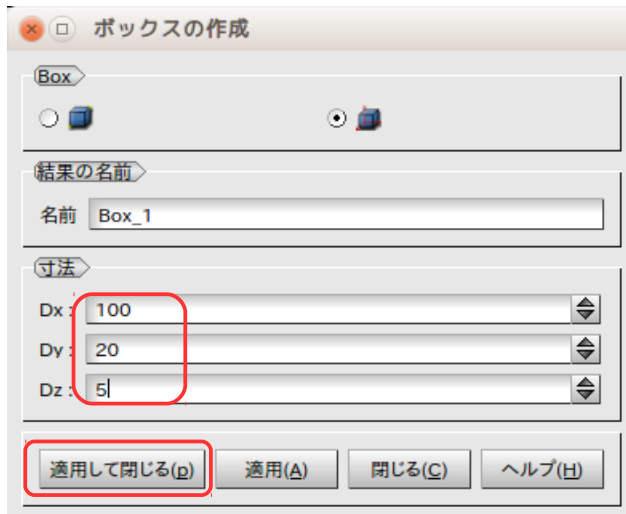 ボックスの作成
Box
結果の名前
名前 Box_1
寸法
Dx : 100
Dy : 20
Dz : 5
適用して閉じる(p) 適用(A) 閉じる(C) ヘルプ(H)